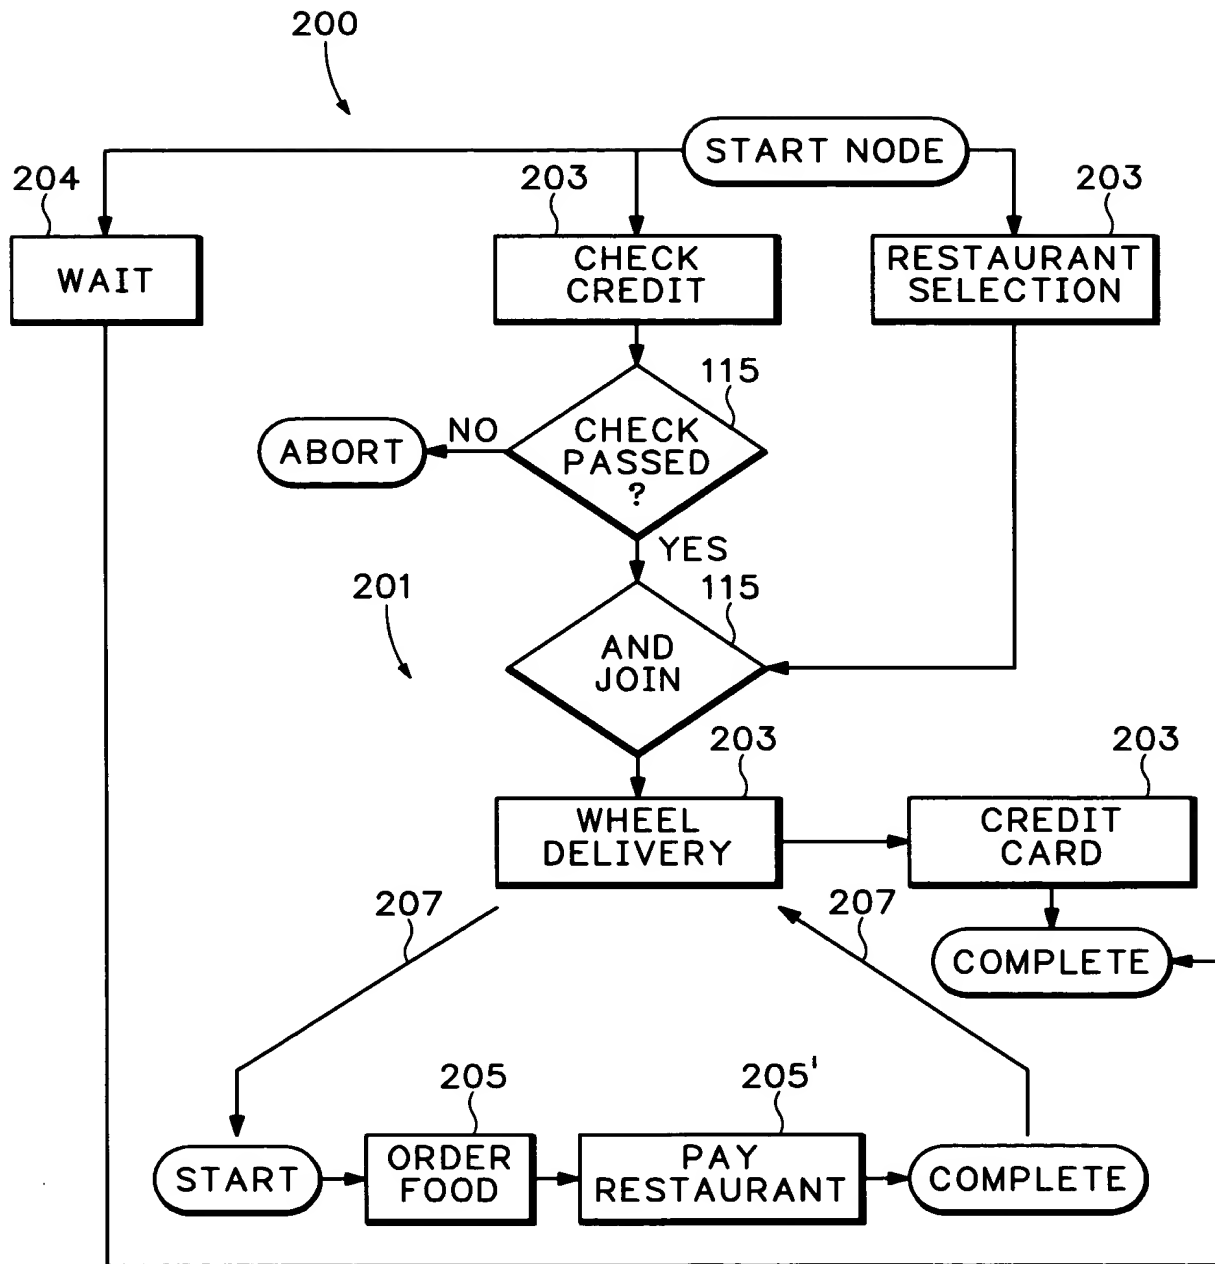 200
START NODE
204
203
203
WAIT
CHECK
CREDIT
RESTAURANT
SELECTION
115
NO
ABORT
CHECK
PASSED
?
YES
201
115
AND
JOIN
203
203
WHEEL
DELIVERY
CREDIT
CARD
207
207
COMPLETE
205
205'
START
ORDER
FOOD
PAY
RESTAURANT
COMPLETE